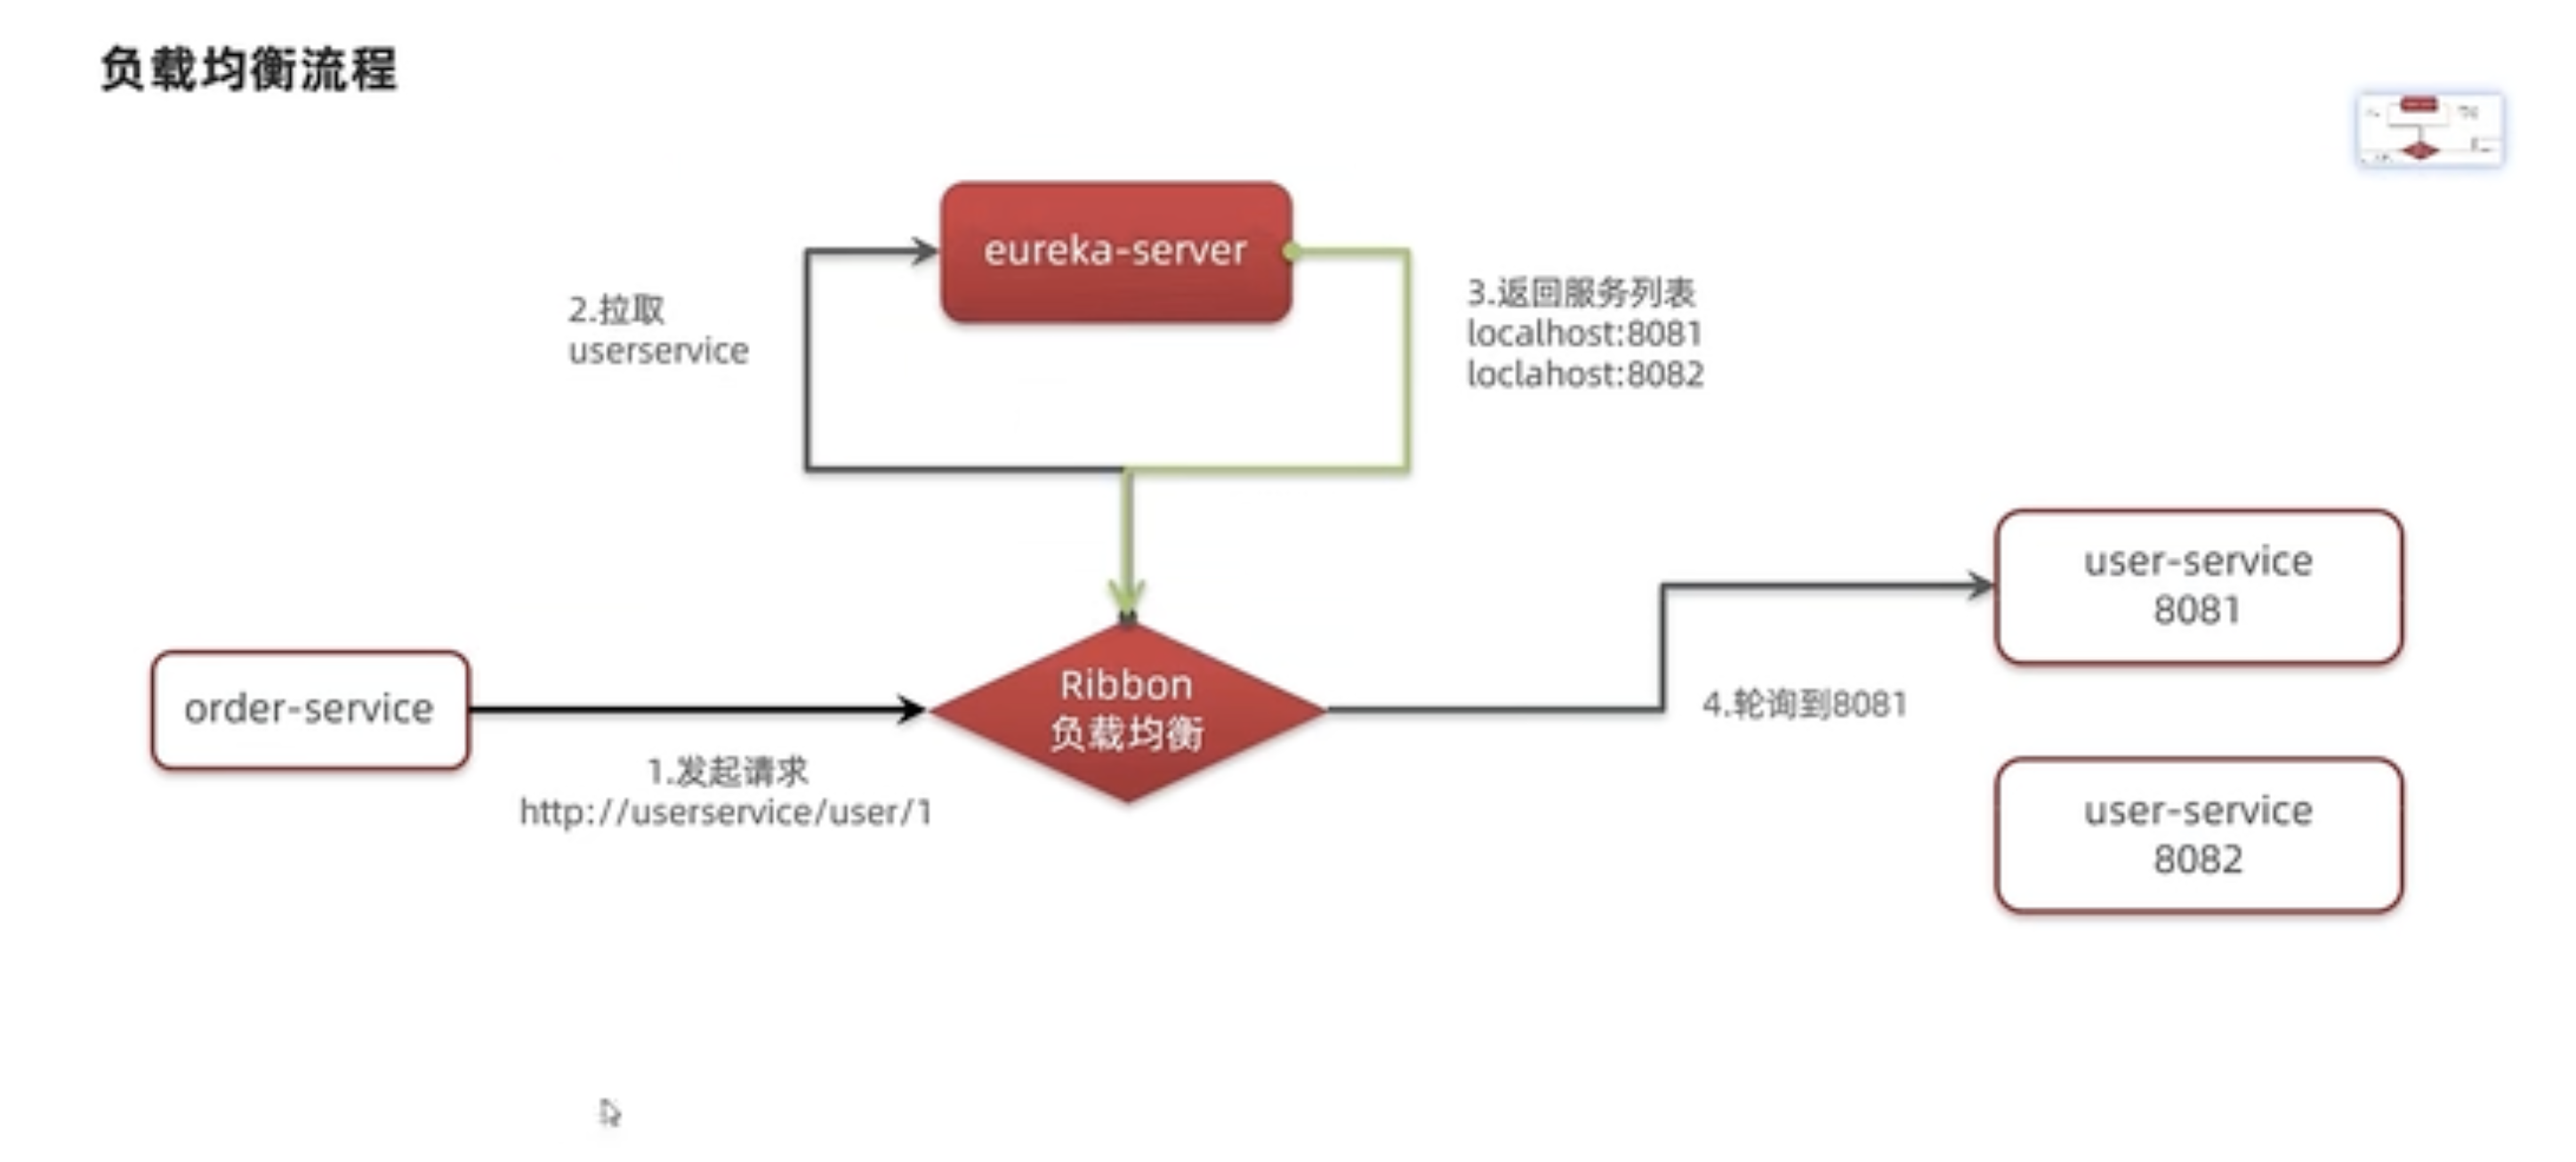 负载均衡流程
eureka-server
2.拉取
userservice
3.返回服务列表
localhost:8081
loclahost:8082
order-service
1.发起请求
http://userservice/user/1
Ribbon
负载均衡
4.轮询到8081
user-service
8081
user-service
8082